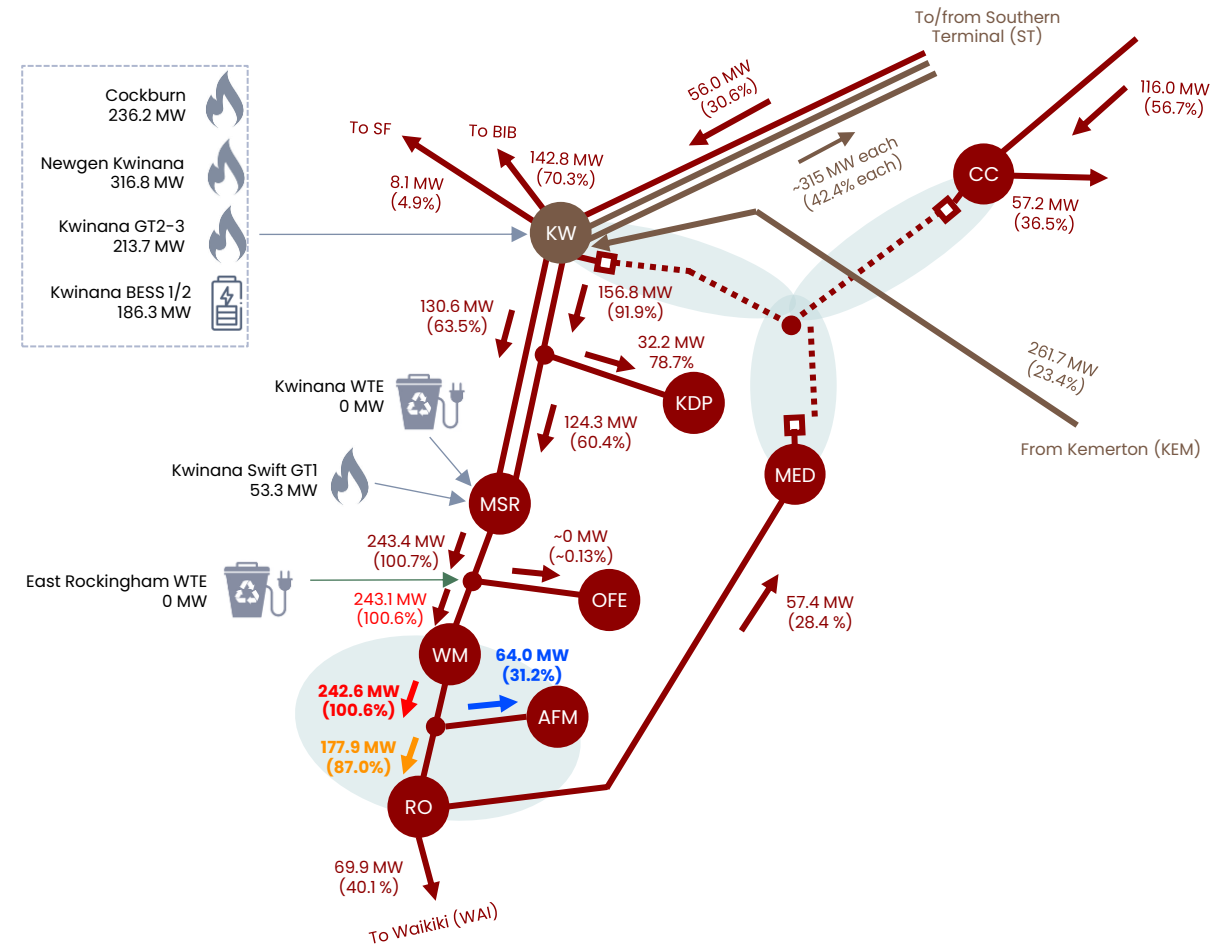 To/from Southern
Terminal (ST)
Cockburn
236.2 MW
Newgen Kwinana
316.8 MW
Kwinana GT2-3
213.7 MW
Kwinana BESS 1/2
186.3 MW
56.0 MW
(30.6%)
116.0 MW
(56.7%)
To SF
To BIB
142.8 MW
(70.3%)
8.1 MW
(4.9%)
~315 MW each
(42.4% each)
CC
57.2 MW
(36.5%)
KW
130.6 MW
(63.5%)
156.8 MW
(91.9%)
32.2 MW
78.7%
KDP
261.7 MW
(23.4%)
From Kemerton (KEM)
Kwinana WTE
0 MW
124.3 MW
(60.4%)
Kwinana Swift GT1
53.3 MW
MSR
MED
243.4 MW
(100.7%)
~0 MW
(~0.13%)
East Rockingham WTE
0 MW
OFE
243.1 MW
(100.6%)
57.4 MW
(28.4 %)
WM
64.0 MW
(31.2%)
242.6 MW
(100.6%)
AFM
177.9 MW
(87.0%)
RO
69.9 MW
(40.1 %)
To Waikiki (WAI)